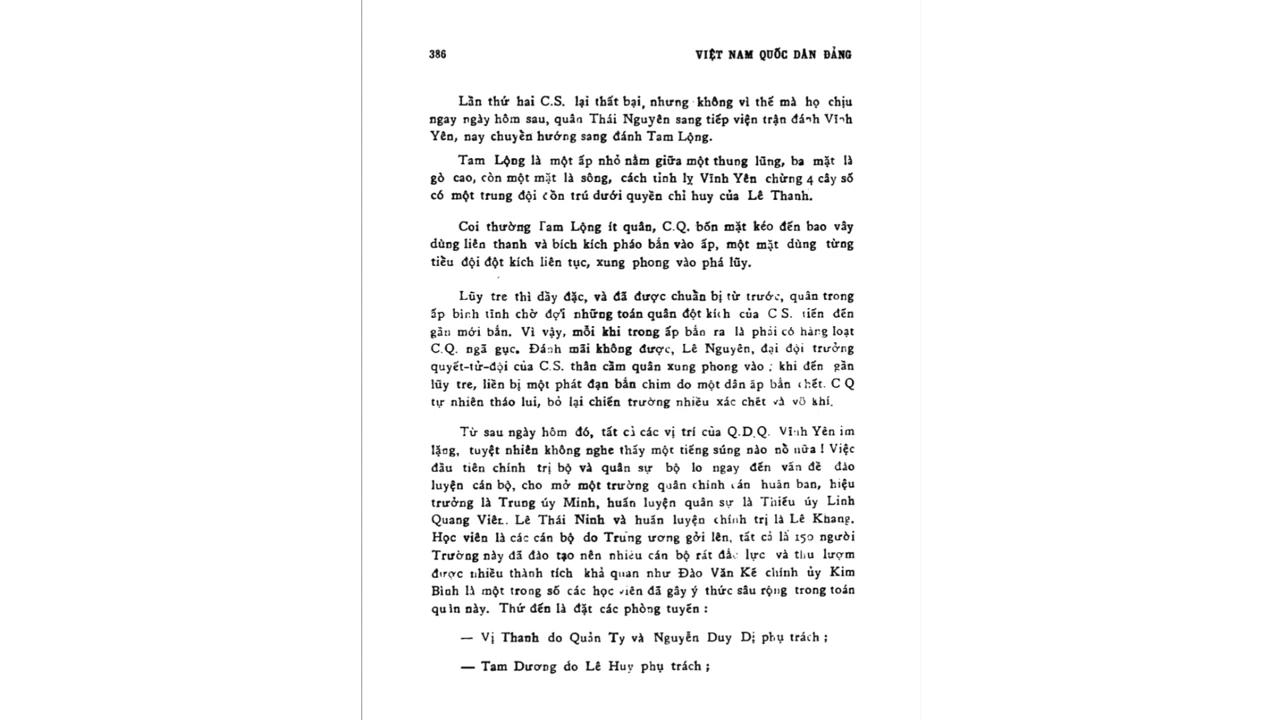 386
VIỆT NAM QUỐC DÂN ĐẢNG
Lần thứ hai C.S. lại thất bại, nhưng không vì thế mà họ chịu
ngay ngày hôm sau, quân Thái Nguyên sang tiếp viện trận đánh Vĩnh
Yên, nay chuyển hướng sang đánh Tam Lộng.
Tam Lộng là một ấp nhỏ nằm giữa một thung lũng, ba mặt là
gò cao, còn một mặt là sông, cách tỉnh lỵ Vĩnh Yên chừng 4 cây số
có một trung đội đồn trú dưới quyền chỉ huy của Lê Thanh.
Coi thường Tam Lộng ít quân, C.Q. bốn mặt kéo đến bao vây
dùng liên thanh và bích kích pháo bắn vào ấp, một mặt dùng từng
tiểu đội đột kích liên tục, xung phong vào phá lũy.
Lũy tre thì dầy đặc, và đã được chuẩn bị từ trước, quân trong
ấp bình tĩnh chờ đợi những toán quân đột kích của C S. tiến đến
gần mới bắn. Vì vậy, mỗi khi trong ấp bắn ra là phải có hàng loạt
C.Q. ngã gục. Đánh mãi không được, Lê Nguyên, đại đội trưởng
quyết-tử-đội của C.S. thân cầm quân xung phong vào ; khi đến gần
lũy tre, liền bị một phát đạn bắn chim do một dân ấp bắn chết. C Q
tự nhiên tháo lui, bỏ lại chiến trường nhiều xác chết và võ khí.
Từ sau ngày hôm đó, tất cả các vị trí của Q.D.Q. Vĩnh Yên im
lặng, tuyệt nhiên không nghe thấy một tiếng súng nào nổ nữa ! Việc
đầu tiên chính trị bộ và quân sự bộ lo ngay đến vấn đề đào
luyện cán bộ, cho mở một trường quân chính cán huấn ban, hiệu
trưởng là Trung úy Minh, huấn luyện quân sự là Thiếu úy Linh
Quang Viên. Lê Thái Ninh và huấn luyện chính trị là Lê Khang.
Học viên là các cán bộ do Trung ương gởi lên, tất cả là 150 người
Trường này đã đào tạo nên nhiều cán bộ rất đắc lực và thu lượm
được nhiều thành tích khả quan như Đào Văn Kế chính ủy Kim
Bình là một trong số các học viên đã gây ý thức sâu rộng trong toán
quân này. Thứ đến là đặt các phòng tuyến :
— Vị Thanh do Quản Ty và Nguyễn Duy Dị phụ trách ;
— Tam Dương do Lê Huy phụ trách ;